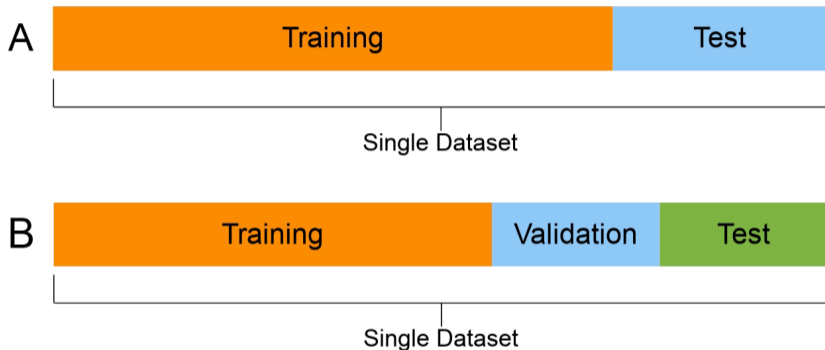 A Training Test
Single Dataset
B Training Validation Test
Single Dataset